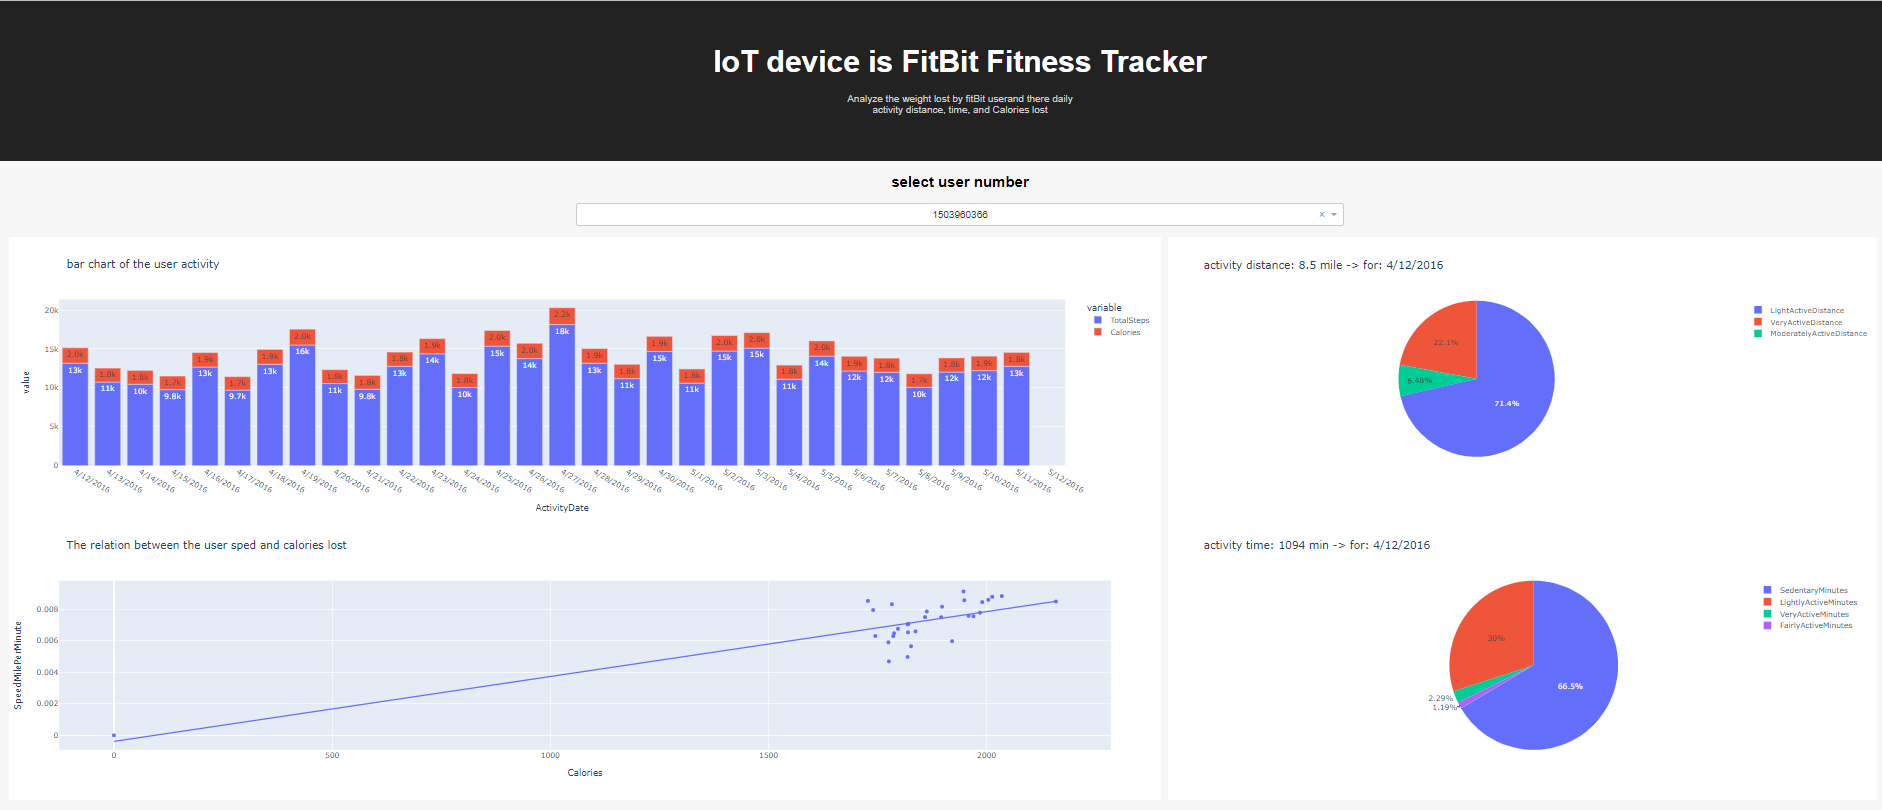 IoT device is FitBit Fitness Tracker
Analyze the weight lost by fitBit userand there daily
activity distance, time, and Calories lost
select user number
1503960366
× 
bar chart of the user activity
variable
TotalSteps
Calories
value
20k
15k
10k
5k
0
2.0k 1.8k 1.8k 1.7k 1.9k 1.7k 1.9k 2.0k 1.8k 1.8k 1.8k 1.9k 1.8k 2.0k 2.0k 2.2k 1.9k 1.8k 1.9k 1.8k 2.0k 2.0k 1.8k 2.0k 1.9k 1.8k 1.7k 1.8k 1.9k 1.8k
13k 11k 10k 9.8k 13k 9.7k 13k 16k 11k 9.8k 13k 14k 10k 15k 14k 18k 13k 11k 15k 11k 15k 15k 11k 14k 12k 12k 10k 12k 12k 13k
4/12/2016 4/13/2016 4/14/2016 4/15/2016 4/16/2016 4/17/2016 4/18/2016 4/19/2016 4/20/2016 4/21/2016 4/22/2016 4/23/2016 4/24/2016 4/25/2016 4/26/2016 4/27/2016 4/28/2016 4/29/2016 4/30/2016 5/1/2016 5/2/2016 5/3/2016 5/4/2016 5/5/2016 5/6/2016 5/7/2016 5/8/2016 5/9/2016 5/10/2016 5/11/2016 5/12/2016
ActivityDate
activity distance: 8.5 mile -> for: 4/12/2016
LightActiveDistance
VeryActiveDistance
ModeratelyActiveDistance
22.1%
6.48%
71.4%
The relation between the user sped and calories lost
SpeedMilePerMinute
0.008
0.006
0.004
0.002
0
0 500 1000 1500 2000
Calories
activity time: 1094 min -> for: 4/12/2016
SedentaryMinutes
LightlyActiveMinutes
VeryActiveMinutes
FairlyActiveMinutes
30%
66.5%
2.29%
1.19%